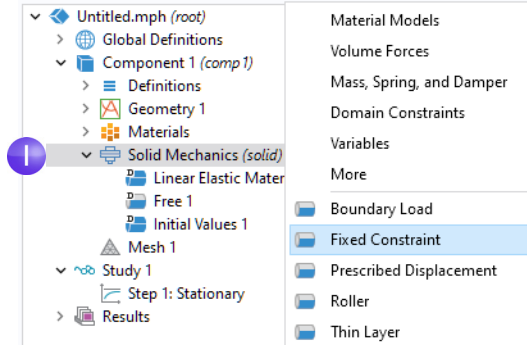 Untitled.mph (root)
Global Definitions
Component 1 (comp1)
Definitions
Geometry 1
Materials
Solid Mechanics (solid)
Linear Elastic Mater
Free 1
Initial Values 1
Mesh 1
Study 1
Step 1: Stationary
Results
1
Material Models
Volume Forces
Mass, Spring, and Damper
Domain Constraints
Variables
More
Boundary Load
Fixed Constraint
Prescribed Displacement
Roller
Thin Layer